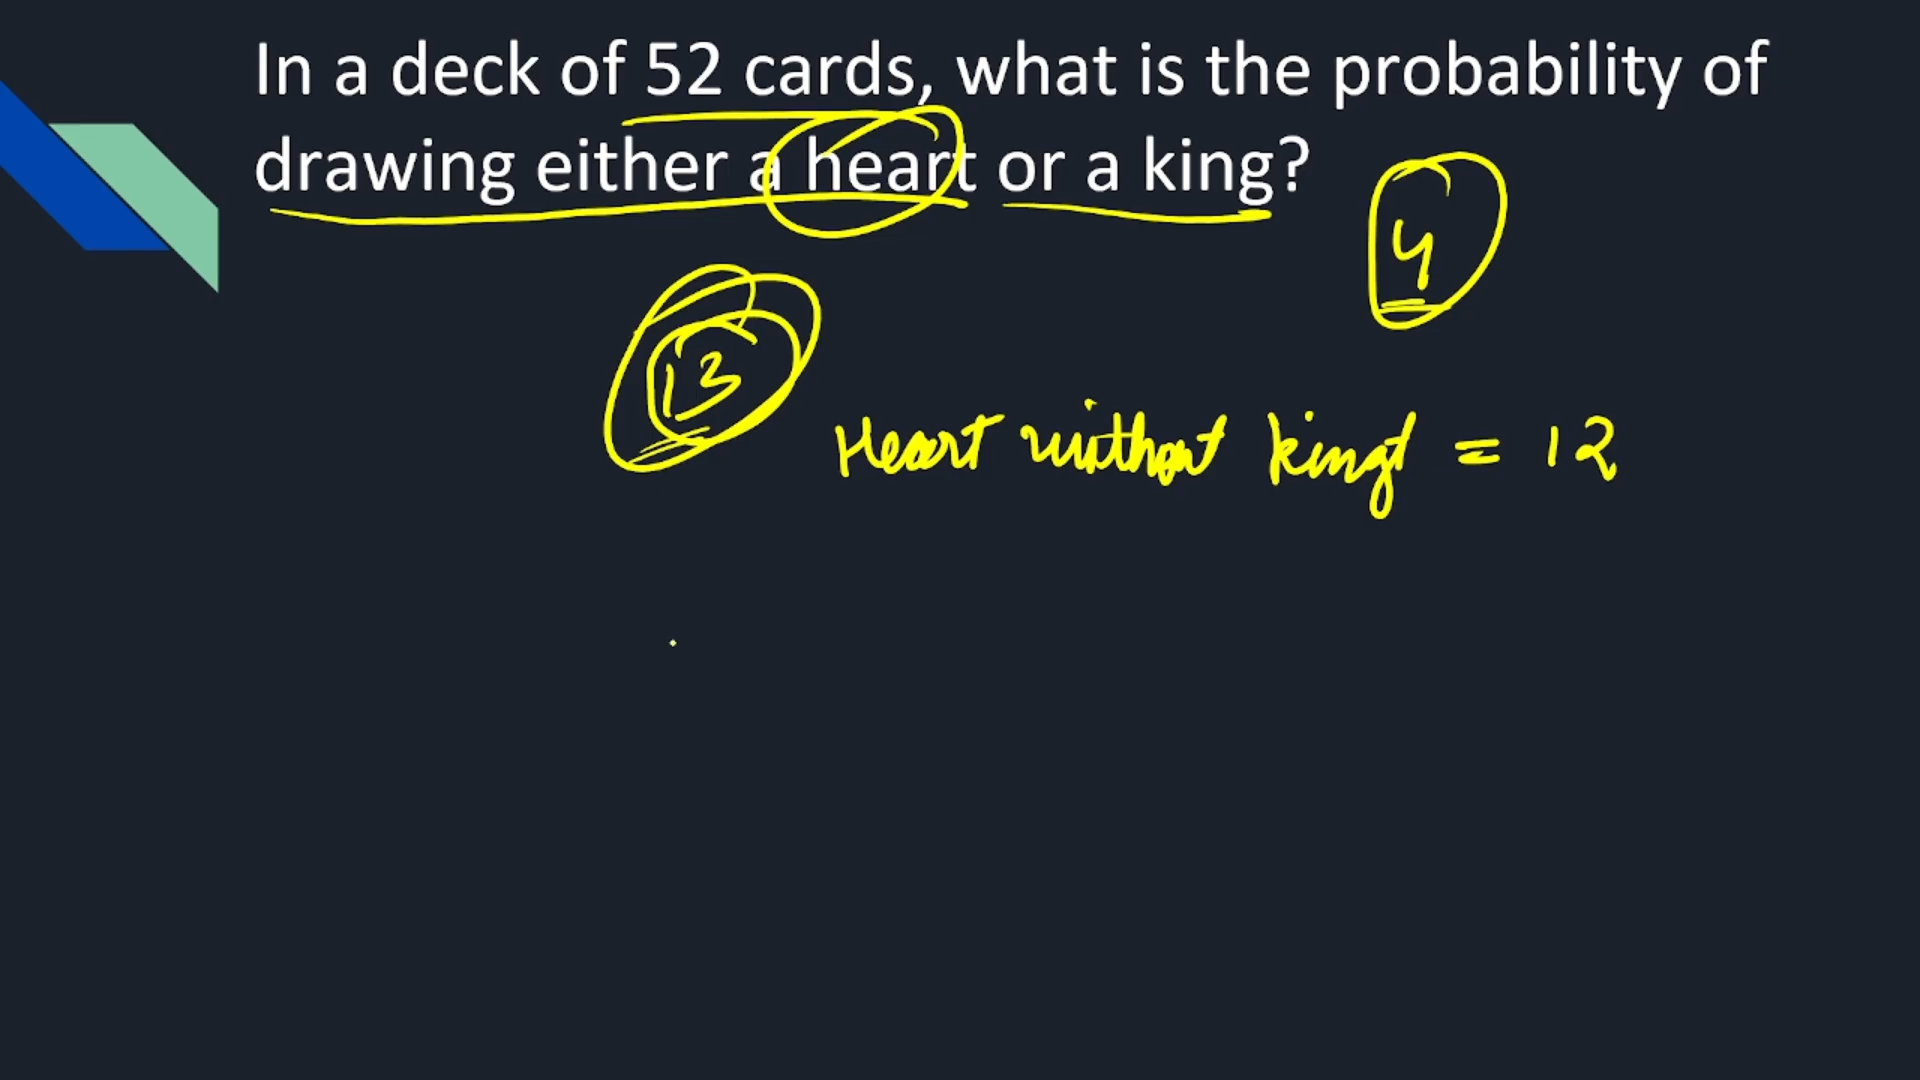 In a deck of 52 cards, what is the probability of
drawing either a heart or a king?
4
13
Heart without king = 12